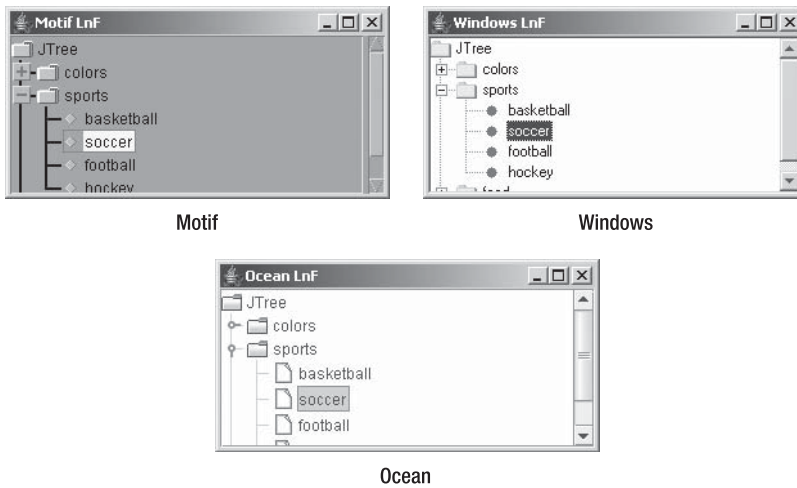 Motif LnF
JTree
colors
sports
basketball
soccer
football
hockey
Motif
Windows LnF
JTree
colors
sports
basketball
soccer
football
hockey
food
Windows
Ocean LnF
JTree
colors
sports
basketball
soccer
football
Ocean